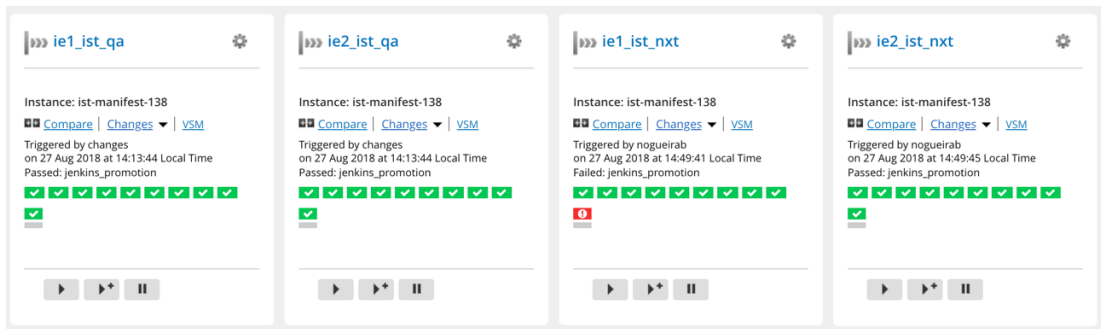 ie1_ist_qa
Instance: ist-manifest-138
Compare | Changes | VSM
Triggered by changes
on 27 Aug 2018 at 14:13:44 Local Time
Passed: jenkins_promotion
ie2_ist_qa
Instance: ist-manifest-138
Compare | Changes | VSM
Triggered by changes
on 27 Aug 2018 at 14:13:44 Local Time
Passed: jenkins_promotion
ie1_ist_nxt
Instance: ist-manifest-138
Compare | Changes | VSM
Triggered by nogueirab
on 27 Aug 2018 at 14:49:41 Local Time
Failed: jenkins_promotion
ie2_ist_nxt
Instance: ist-manifest-138
Compare | Changes | VSM
Triggered by nogueirab
on 27 Aug 2018 at 14:49:45 Local Time
Passed: jenkins_promotion